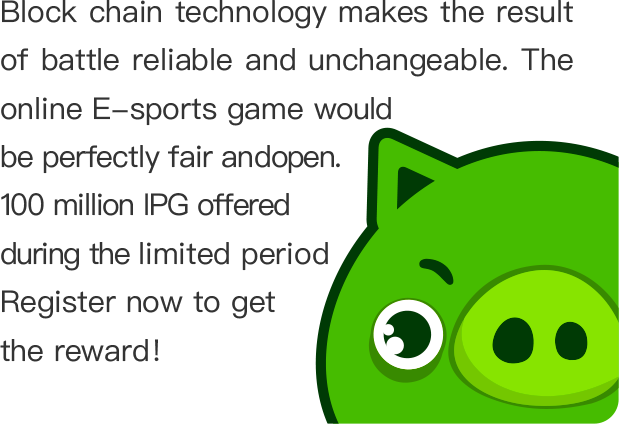 Block chain technology makes the result
of battle reliable and unchangeable. The
online E-sports game would
be perfectly fair andopen.
100 million IPG offered
during the limited period
Register now to get
the reward!